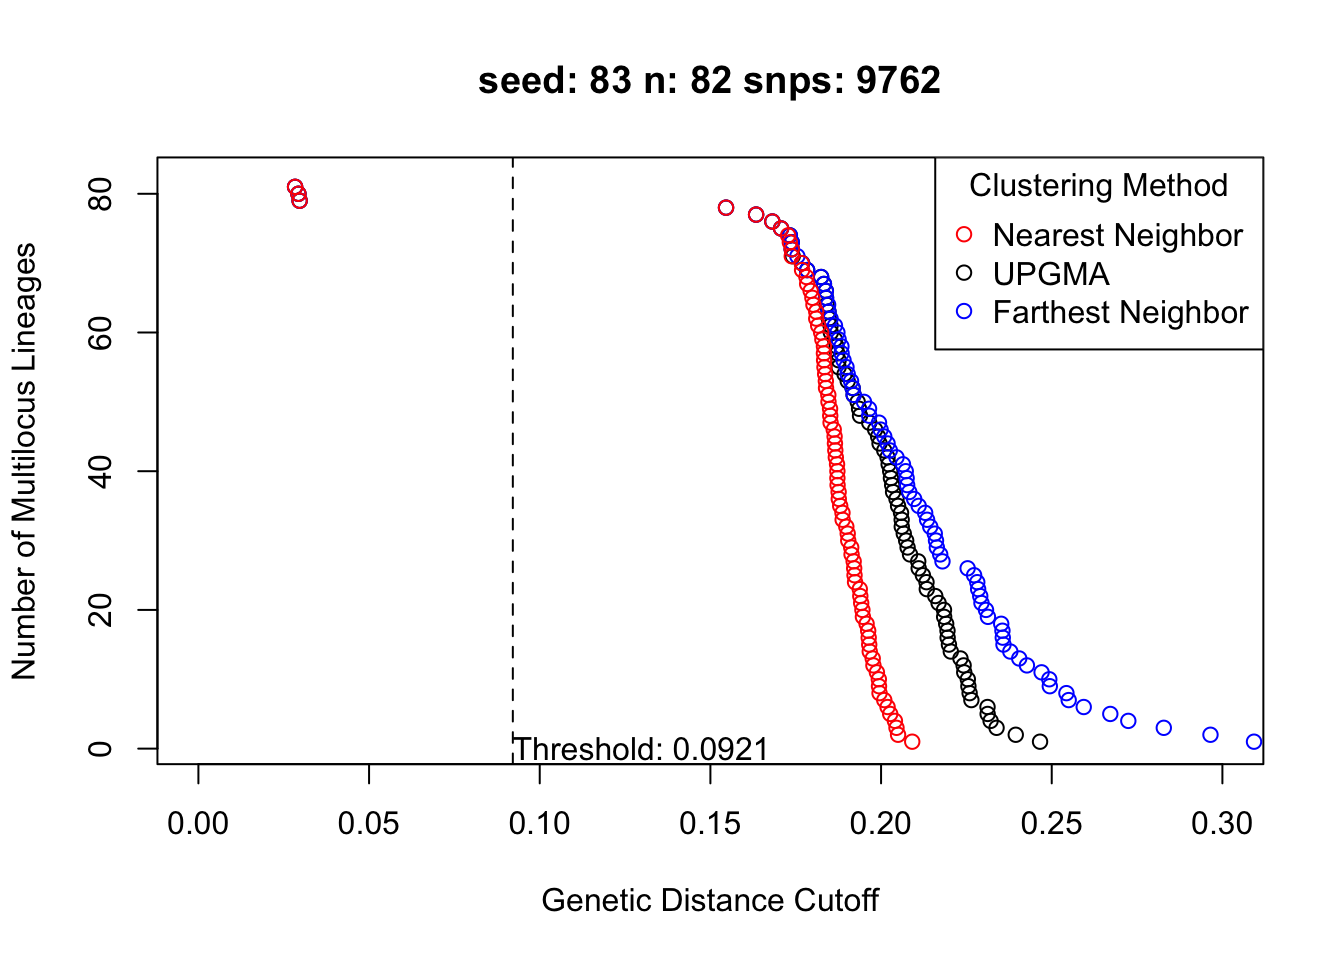 seed: 83 n: 82 snps: 9762
Clustering Method
Nearest Neighbor
UPGMA
Farthest Neighbor
Number of Multilocus Lineages
80
60
40
20
0
Threshold: 0.0921
0.00 0.05 0.10 0.15 0.20 0.25 0.30
Genetic Distance Cutoff